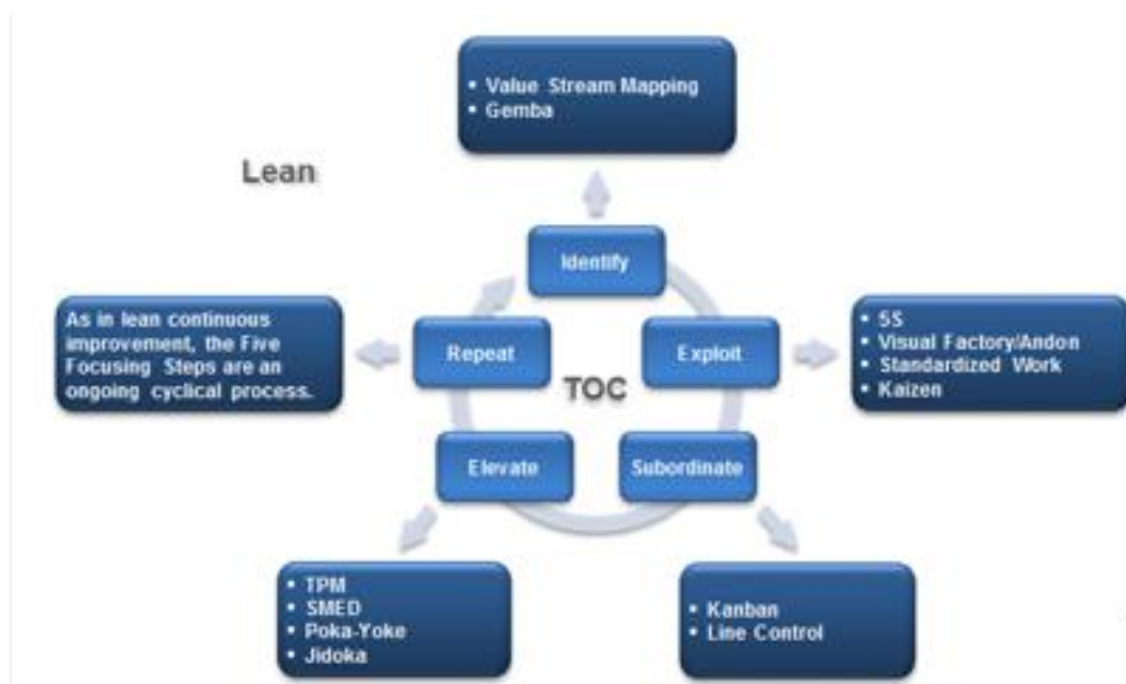 ▪ Value Stream Mapping
▪ Gemba
Lean
Identify
As in lean continuous
improvement, the Five
Focusing Steps are an
ongoing cyclical process.
Repeat
TOC
Exploit
▪ 5S
▪ Visual Factory/Andon
▪ Standardized Work
▪ Kaizen
Elevate
Subordinate
▪ TPM
▪ SMED
▪ Poka-Yoke
▪ Jidoka
▪ Kanban
▪ Line Control